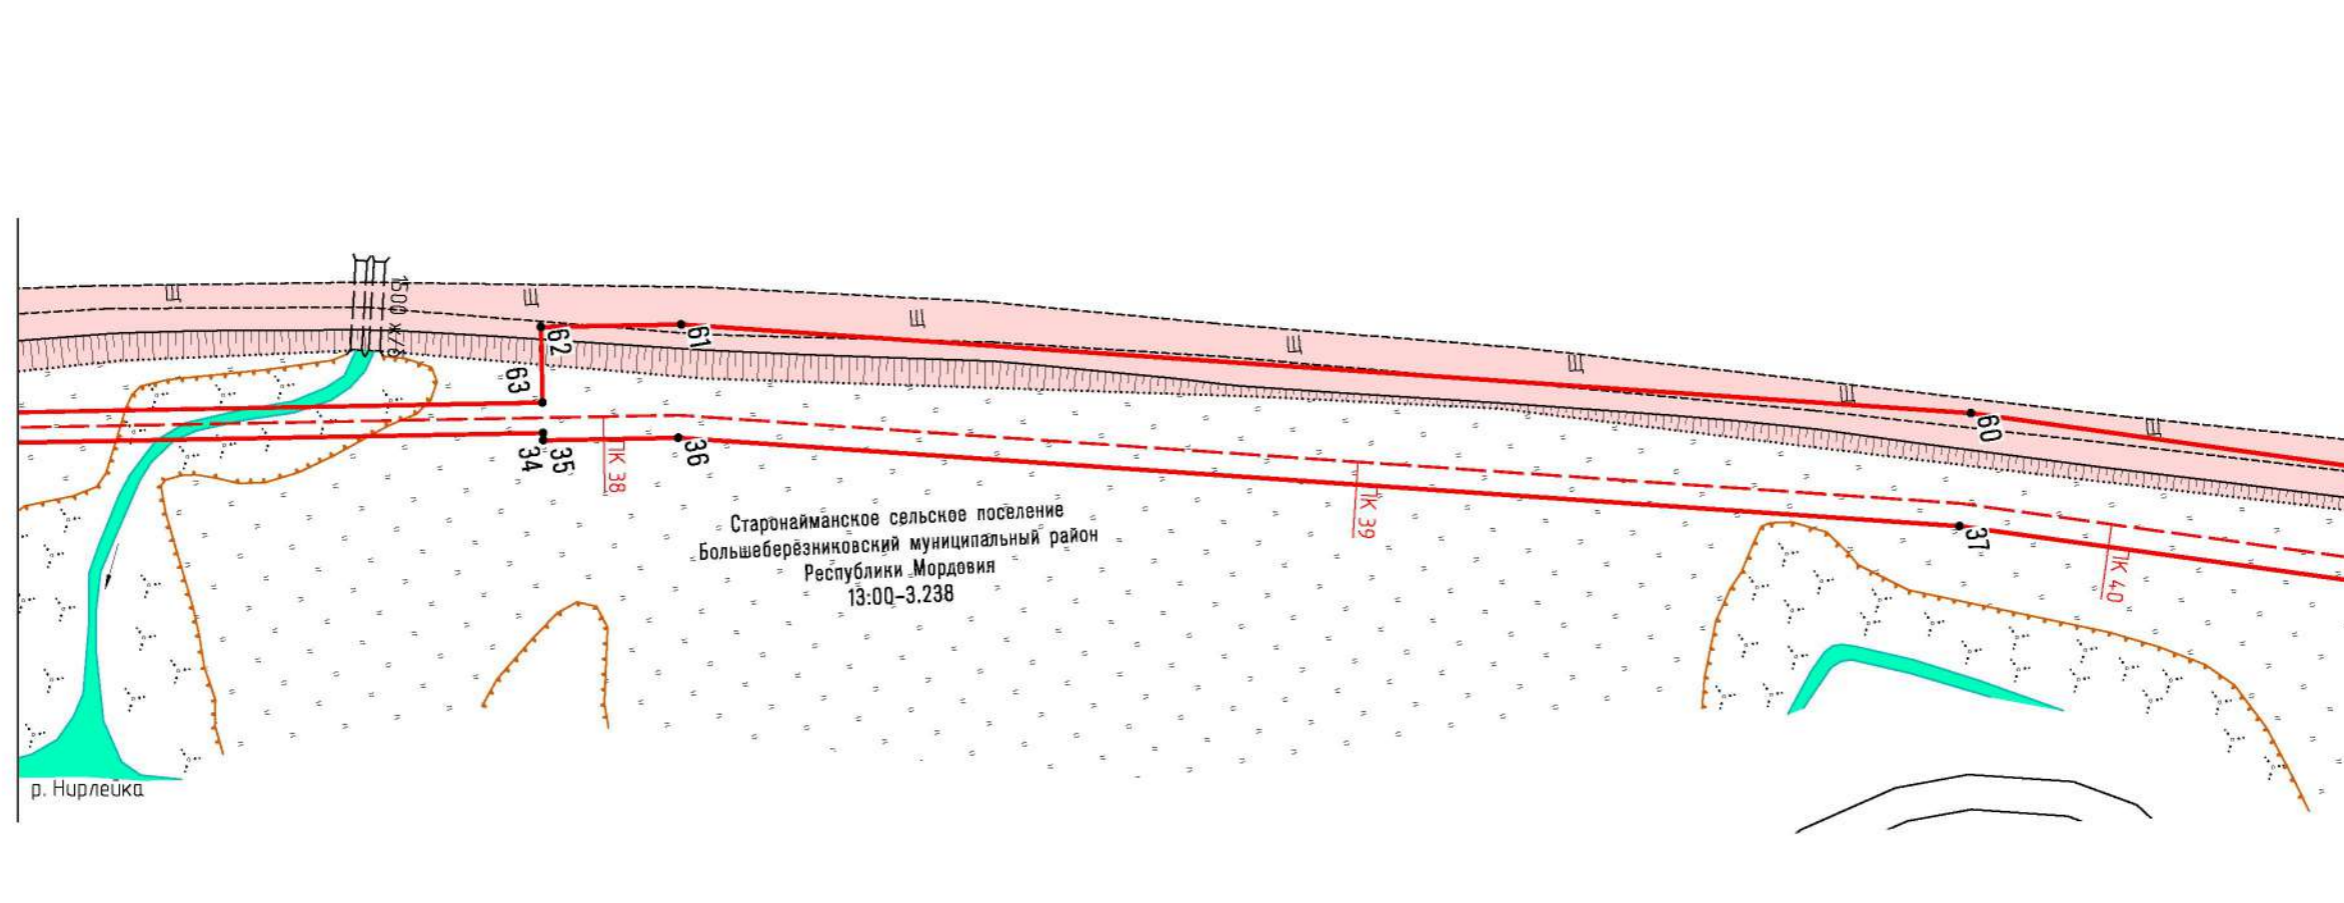 1500 ж/б
62
61
63
60
34
35
36
37
ПК 38
ПК 39
ПК 40
Старонайманское сельское поселение
Большеберёзниковский муниципальный район
Республики Мордовия
13:00-3.238
р. Нирлейка
Щ
Щ
Щ
Щ
Щ
Щ
Щ